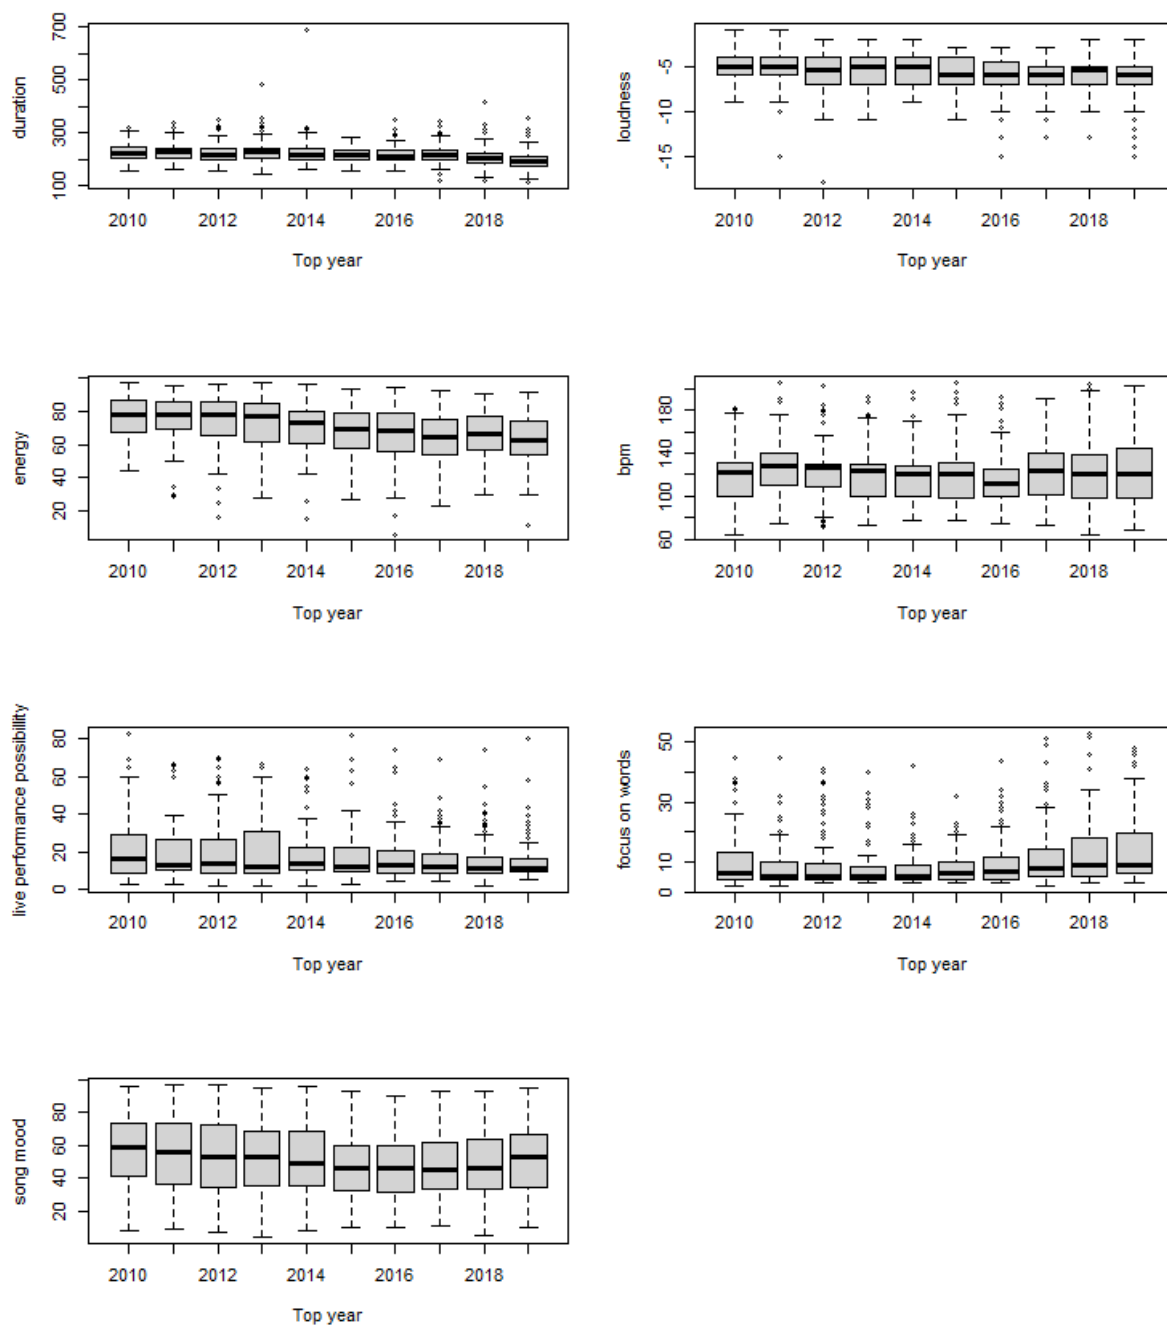 duration
700
500
300
100
2010 2012 2014 2016 2018
Top year
loudness
-5
-10
-15
2010 2012 2014 2016 2018
Top year
energy
80
60
40
20
2010 2012 2014 2016 2018
Top year
bpm
180
140
100
60
2010 2012 2014 2016 2018
Top year
live performance possibility
80
60
40
20
0
2010 2012 2014 2016 2018
Top year
focus on words
50
30
10
0
2010 2012 2014 2016 2018
Top year
song mood
80
60
40
20
2010 2012 2014 2016 2018
Top year